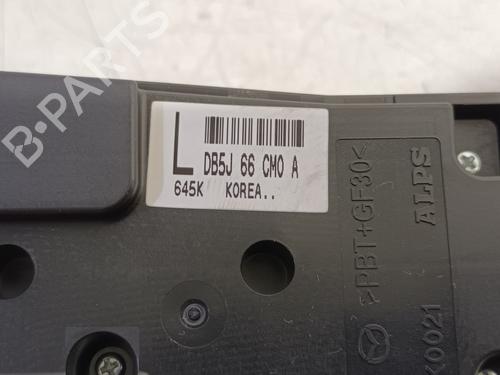 B-PARTS
L DB5J 66 CM0 A
645K KOREA..
>PBT+GF30<
ALPS
K0021